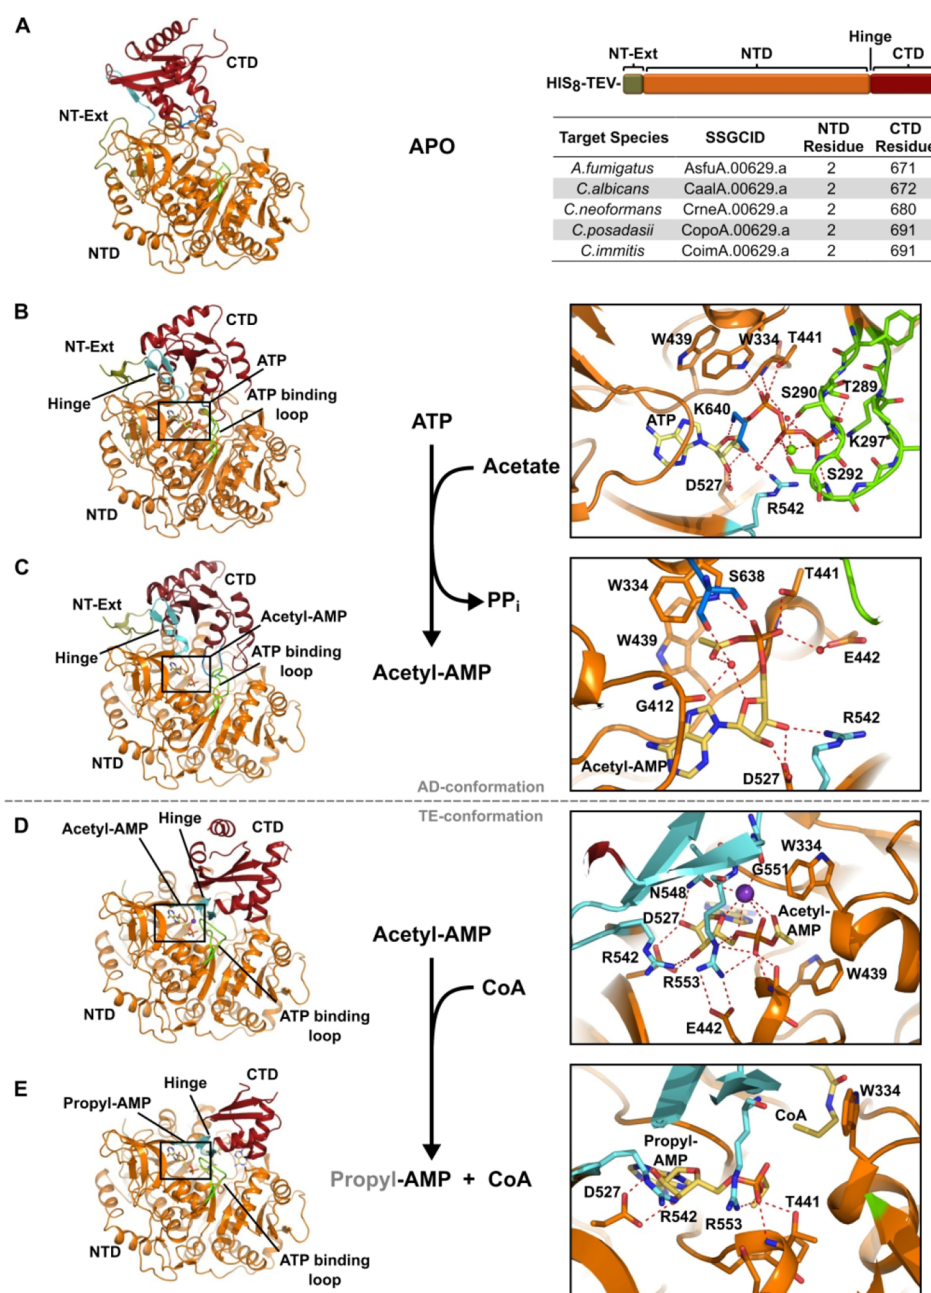 A
CTD
NT-Ext
NTD
APO
Hinge
NT-Ext NTD CTD
HIS8-TEV-
Target Species SSGCID NTD Residue CTD Residue
A.fumigatus AsfuA.00629.a 2 671
C.albicans CaalA.00629.a 2 672
C.neoformans CrneA.00629.a 2 680
C.posadasii CopoA.00629.a 2 691
C.immitis CoimA.00629.a 2 691
B
CTD
NT-Ext
ATP
Hinge
ATP binding
loop
NTD
ATP
Acetate
PPi
Acetyl-AMP
W439 W334 T441
S290 T289
K640
ATP
K297
D527
S292
R542
C
CTD
NT-Ext
Acetyl-AMP
Hinge
ATP binding
loop
NTD
S638 T441
W334
W439
E442
G412
R542
Acetyl-AMP
D527
AD-conformation
TE-conformation
D
Hinge
Acetyl-AMP CTD
NTD
ATP binding
loop
Acetyl-AMP
CoA
Propyl-AMP + CoA
W334
G551
N548
D527
Acetyl-
AMP
R542
R553
W439
E442
E
CTD
Hinge
Propyl-AMP
NTD
ATP binding
loop
W334
CoA
Propyl-
AMP
D527
R542 R553 T441